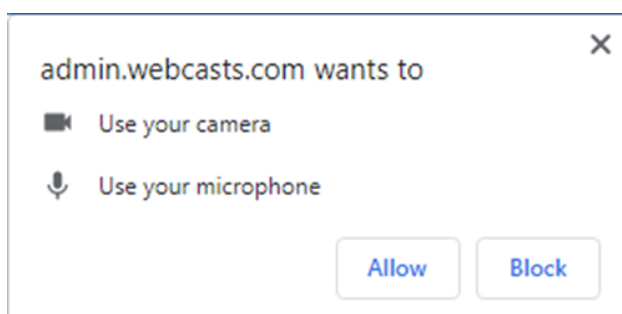 admin.webcasts.com wants to
Use your camera
Use your microphone
Allow
Block